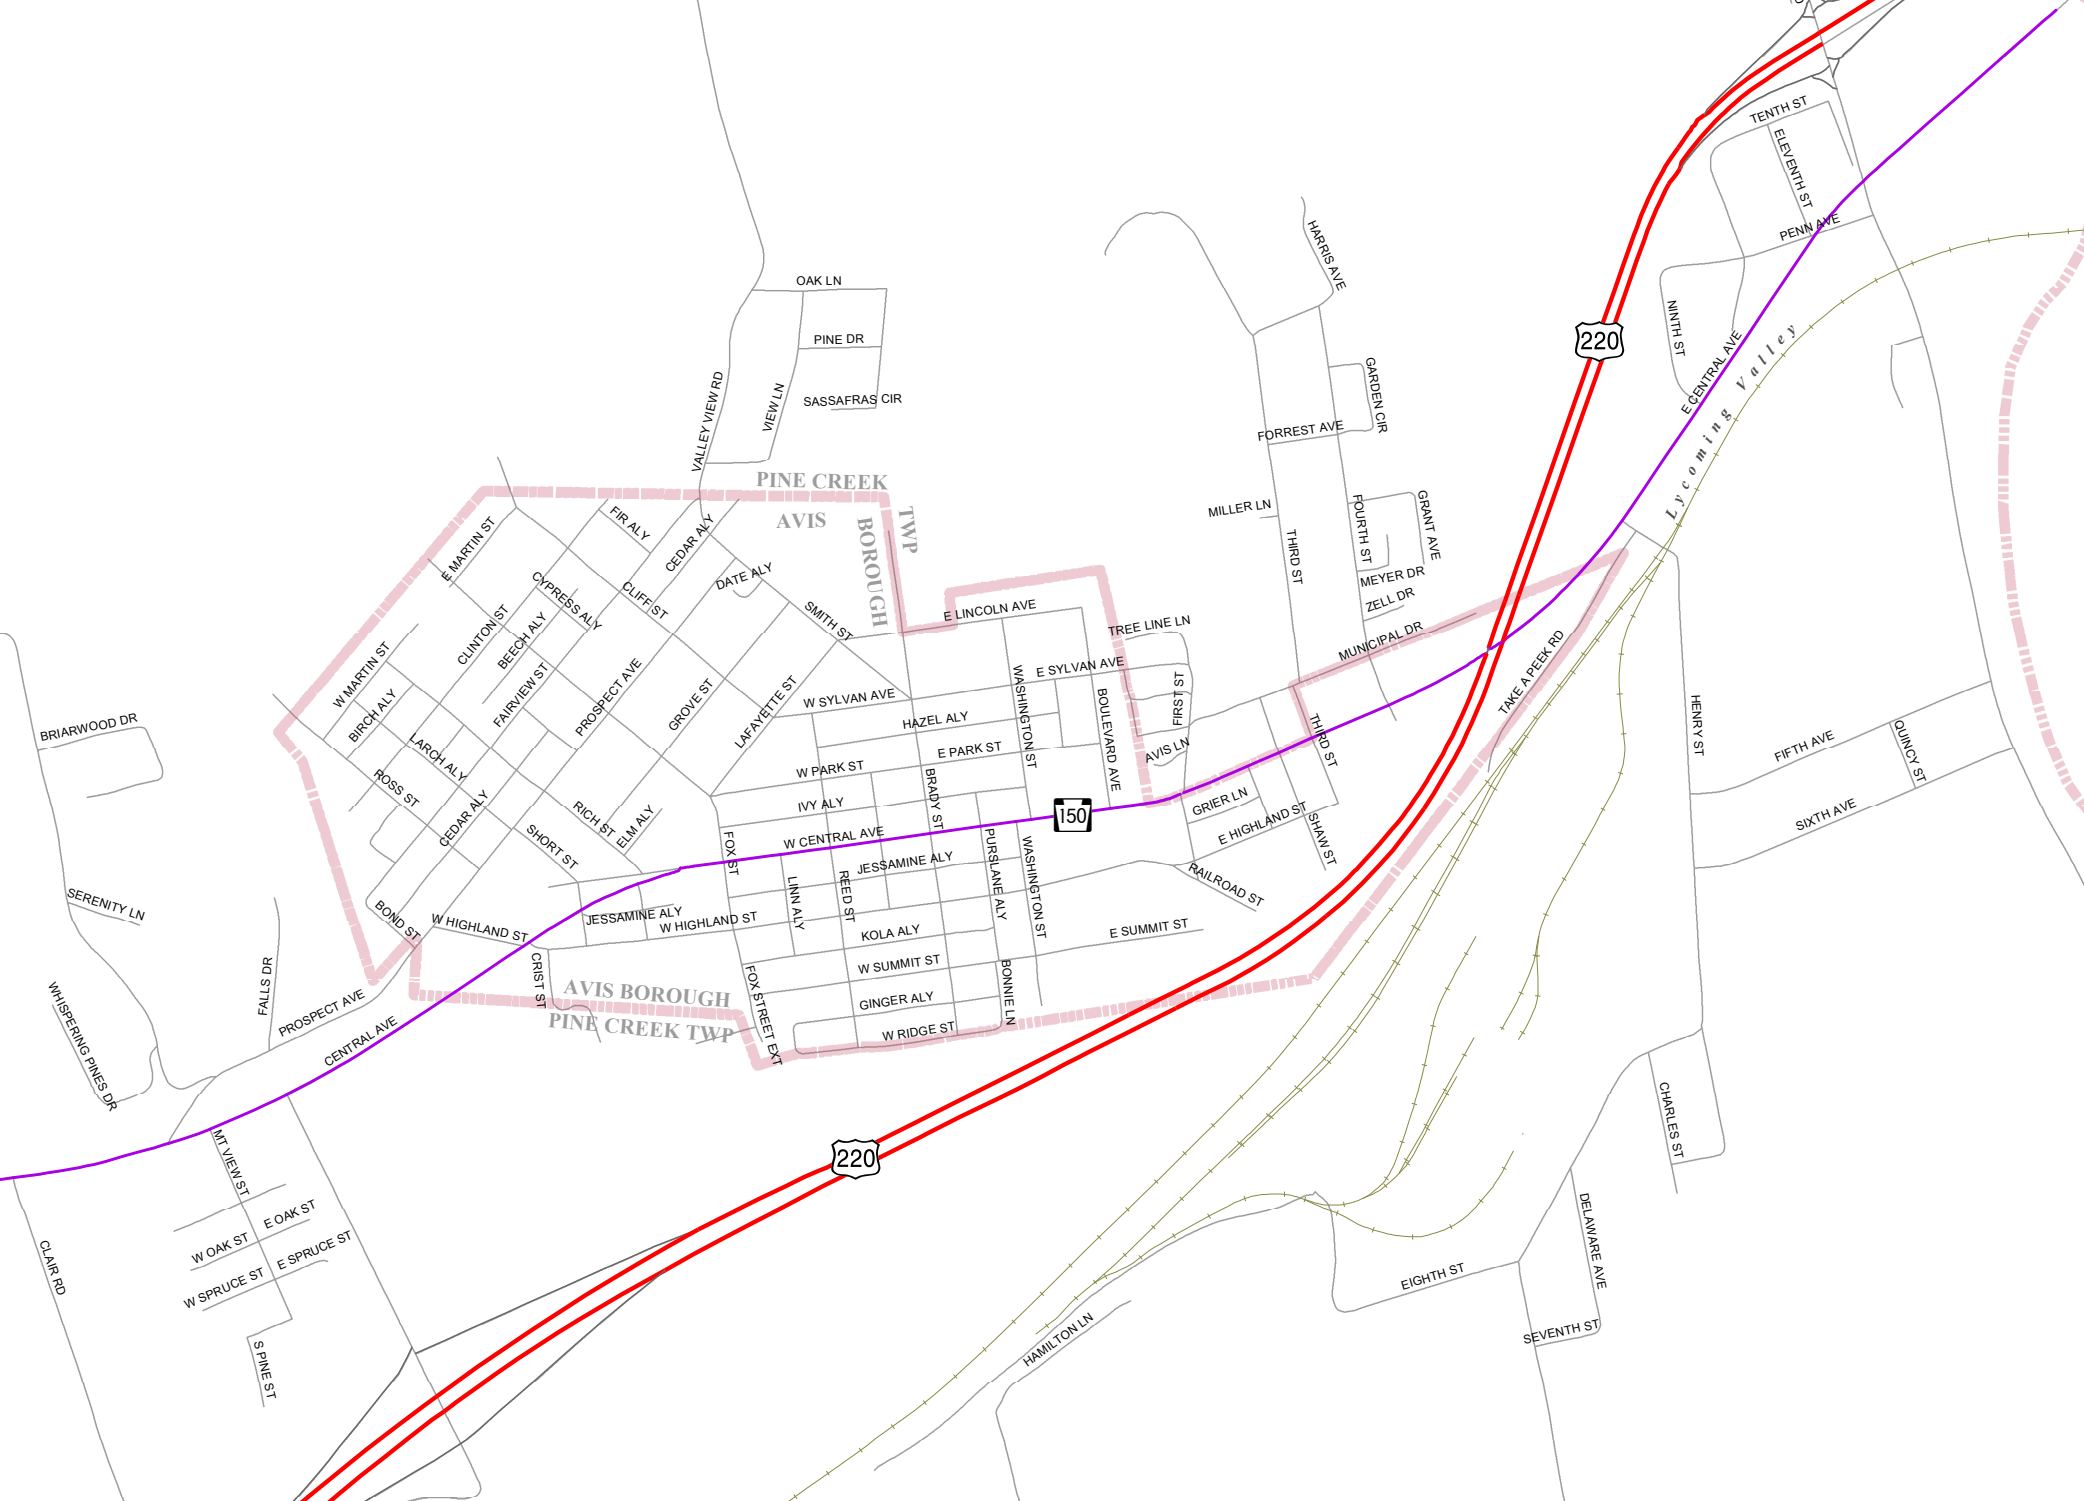 TENTH ST
ELEVENTH ST
PENN AVE
HARRIS AVE
OAK LN
PINE DR
VIEW LN
VALLEY VIEW RD
SASSAFRAS CIR
NINTH ST
220
E CENTRAL AVE
Lycoming Valley
GARDEN CIR
FORREST AVE
PINE CREEK
TWP
AVIS
BOROUGH
MILLER LN
THIRD ST
FOURTH ST
GRANT AVE
MEYER DR
ZELL DR
MUNICIPAL DR
TAKE A PEEK RD
E MARTIN ST
FIR ALY
CEDAR ALY
DATE ALY
CYPRESS ALY
CLIFF ST
SMITH ST
CLINTON ST
BEECH ALY
FAIRVIEW ST
PROSPECT AVE
GROVE ST
LAFAYETTE ST
W MARTIN ST
BIRCH ALY
LARCH ALY
ROSS ST
CEDAR ALY
RICH ST
ELM ALY
SHORT ST
BOND ST
E LINCOLN AVE
TREE LINE LN
E SYLVAN AVE
W SYLVAN AVE
HAZEL ALY
WASHINGTON ST
BOULEVARD AVE
FIRST ST
AVIS LN
E PARK ST
W PARK ST
IVY ALY
BRADY ST
150
W CENTRAL AVE
THIRD ST
GRIER LN
E HIGHLAND ST
SHAW ST
RAILROAD ST
FOX ST
JESSAMINE ALY
PURSLANE ALY
WASHINGTON ST
LINN ALY
REED ST
JESSAMINE ALY
W HIGHLAND ST
W HIGHLAND ST
KOLA ALY
E SUMMIT ST
W SUMMIT ST
CRIST ST
FOX STREET EXT
BONNIE LN
GINGER ALY
W RIDGE ST
AVIS BOROUGH
PINE CREEK TWP
BRIARWOOD DR
SERENITY LN
WHISPERING PINES DR
FALLS DR
PROSPECT AVE
CENTRAL AVE
MT VIEW ST
E OAK ST
W OAK ST
E SPRUCE ST
W SPRUCE ST
S PINE ST
CLAIR RD
220
HENRY ST
FIFTH AVE
QUINCY ST
SIXTH AVE
CHARLES ST
DELAWARE AVE
EIGHTH ST
SEVENTH ST
HAMILTON LN